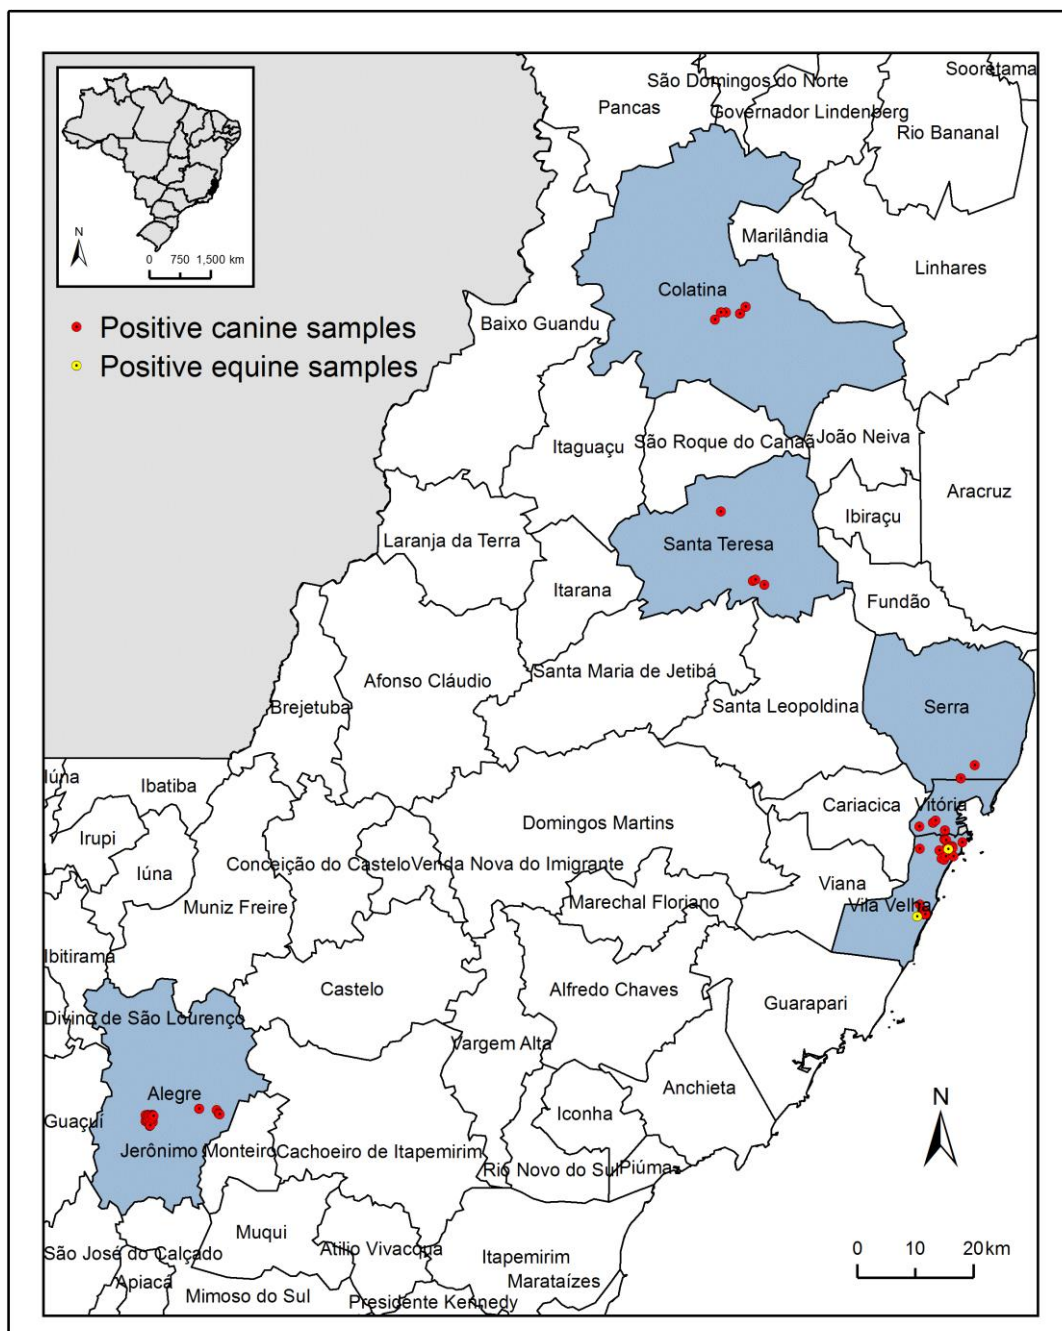 São Domingos do Norte
Sooretama
Pancas
Governador Lindenberg
Rio Bananal
N
0 750 1,500 km
Marilândia
Linhares
Colatina
Positive canine samples
Baixo Guandu
Positive equine samples
Itaguaçu
São Roque do Canaã
João Neiva
Aracruz
Ibiraçu
Laranja da Terra
Santa Teresa
Itarana
Fundão
Afonso Cláudio
Santa Maria de Jetibá
Brejetuba
Santa Leopoldina
Serra
Iúna
Ibatiba
Cariacica
Vitória
Irupi
Domingos Martins
Iúna
Conceição do Castelo
Venda Nova do Imigrante
Viana
Muniz Freire
Marechal Floriano
Vila Velha
Ibitirama
Castelo
Alfredo Chaves
Guarapari
Divino de São Lourenço
Vargem Alta
Alegre
Anchieta
N
Guaçuí
Iconha
Jerônimo Monteiro
Cachoeiro de Itapemirim
Rio Novo do Sul
Piúma
Muqui
São José do Calçado
Atilio Vivacqua
Itapemirim
0 10 20 km
Apiacá
Marataízes
Mimoso do Sul
Presidente Kennedy